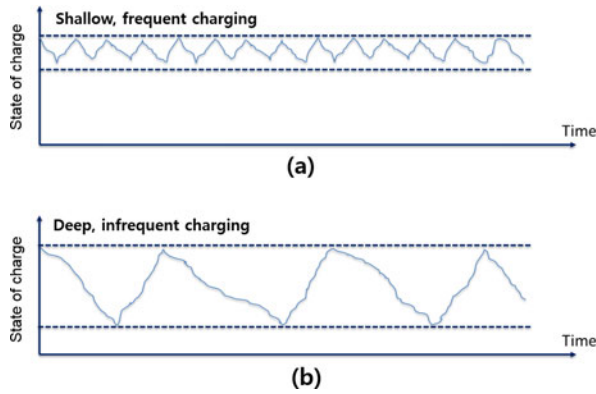 Shallow, frequent charging
State of charge
Time
(a)
Deep, infrequent charging
State of charge
Time
(b)